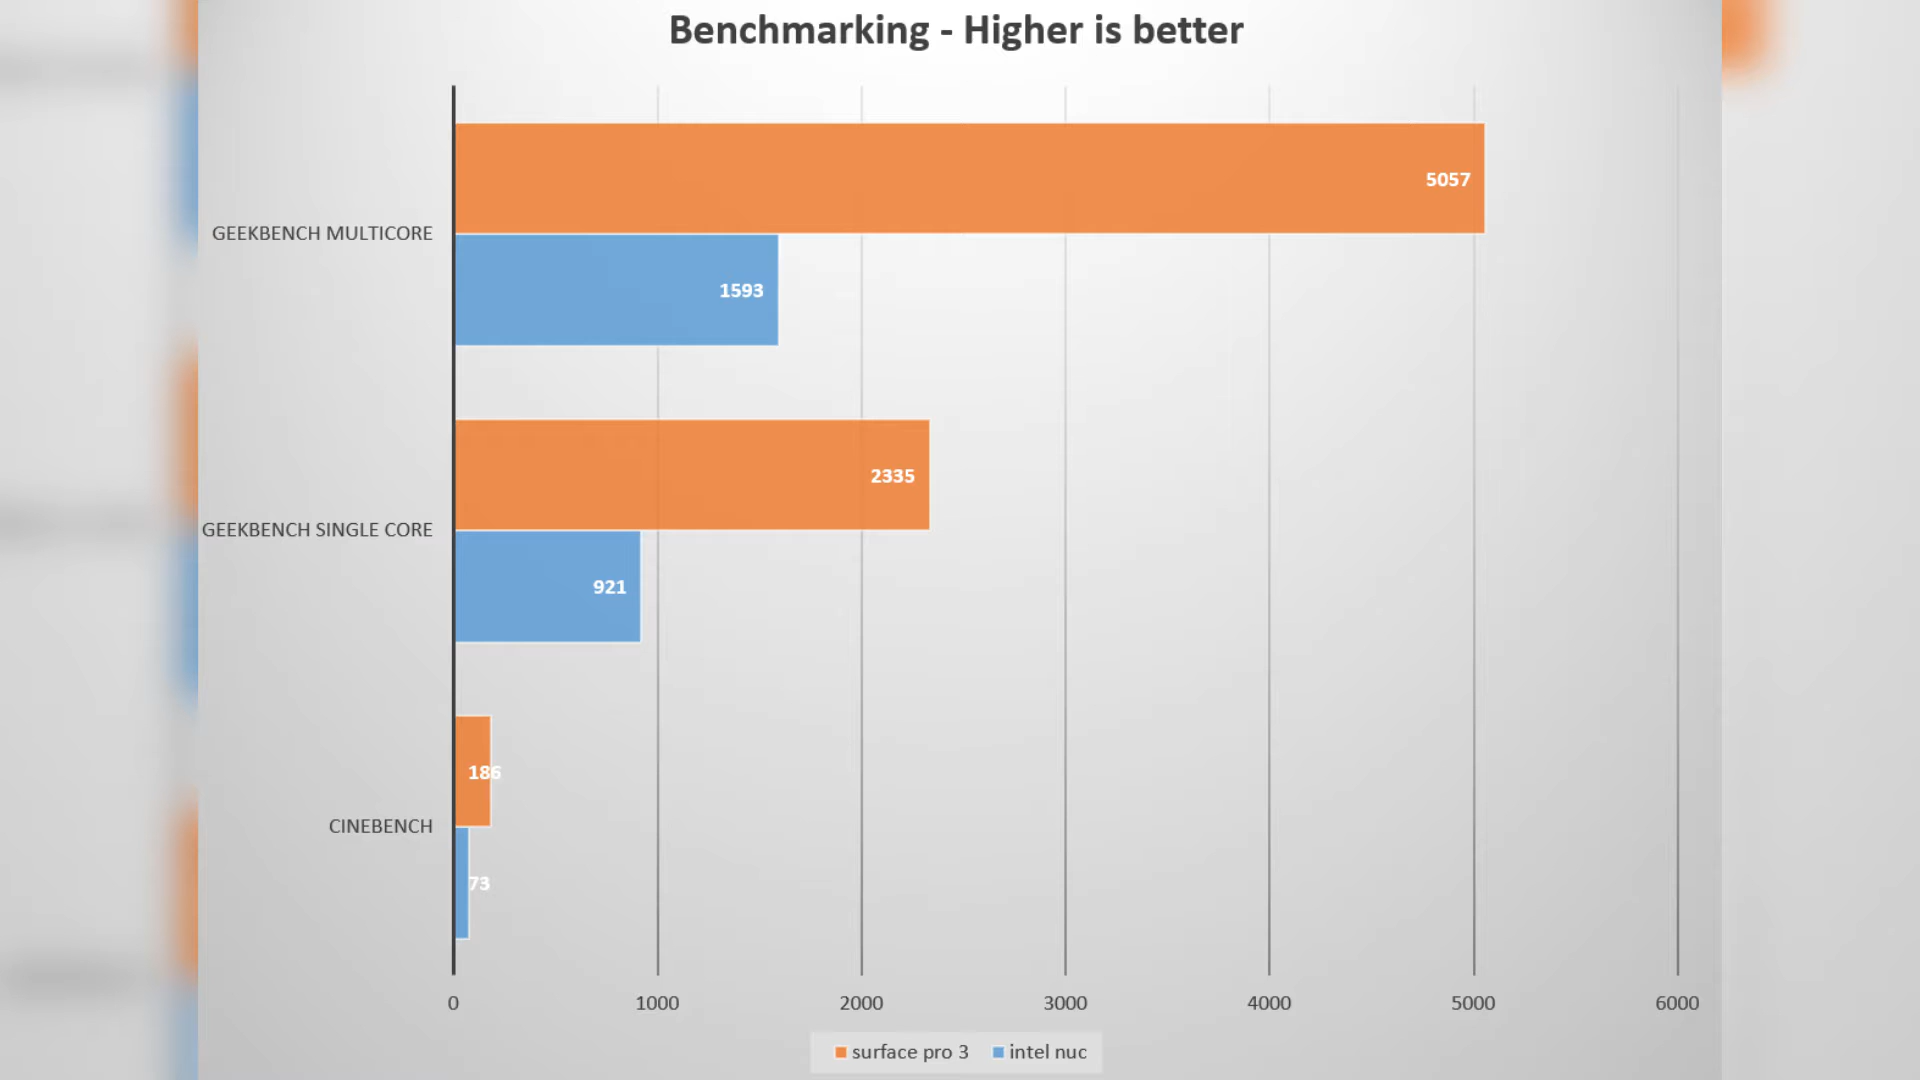 Benchmarking - Higher is better
5057
GEEKBENCH MULTICORE
1593
2335
GEEKBENCH SINGLE CORE
921
186
CINEBENCH
73
0 1000 2000 3000 4000 5000 6000
surface pro 3 intel nuc